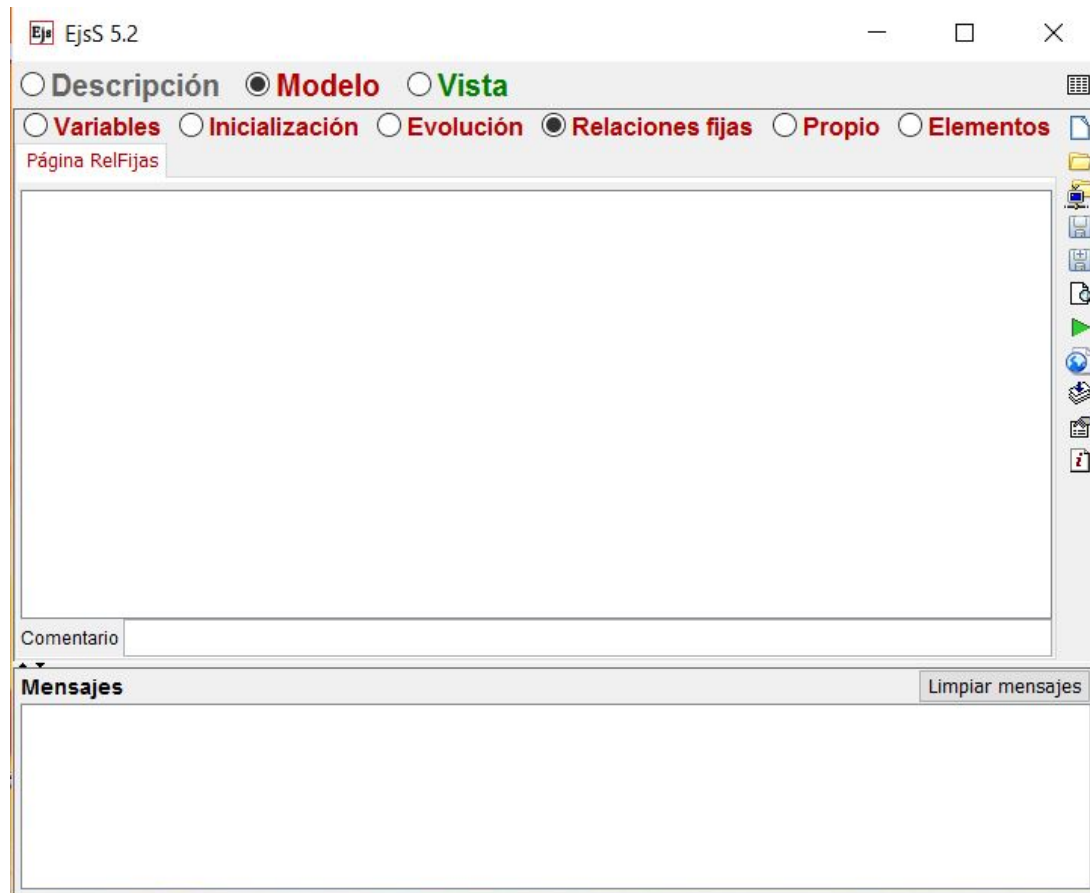 Ejs EjsS 5.2
Descripción Modelo Vista
Variables Inicialización Evolución Relaciones fijas Propio Elementos
Página RelFijas
Comentario
Mensajes Limpiar mensajes